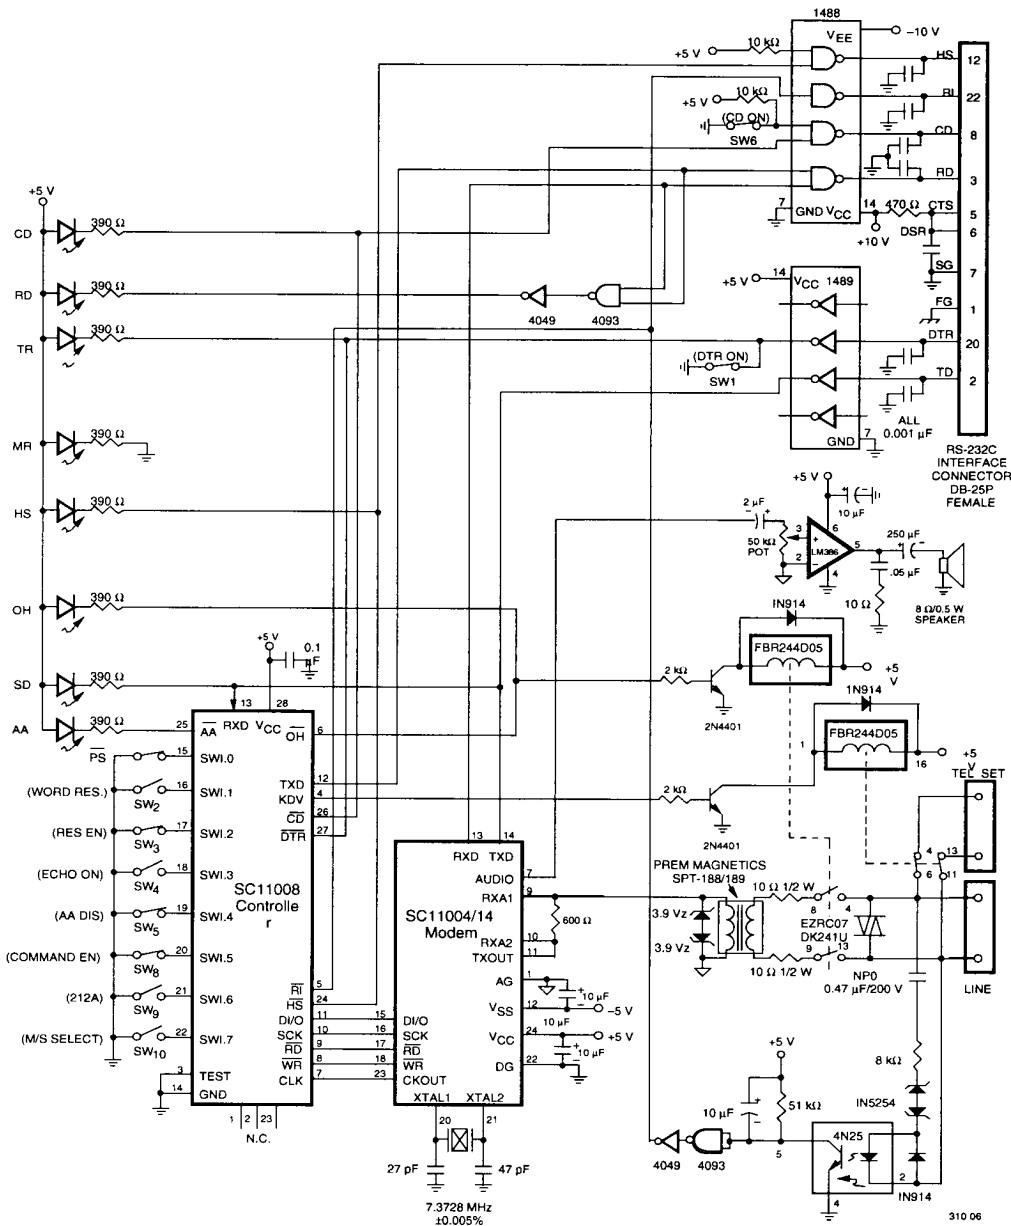 1488
VEE
−10 V
+5 V
10 kΩ
HS
12
RI
22
+5 V
10 kΩ
(CD ON)
SW6
CD
8
RD
3
7
GND VCC
14
470 Ω
CTS
5
+10 V
DSR
6
SG
7
FG
1
+5 V
14
VCC 1489
DTR
20
(DTR ON)
SW1
TD
2
ALL
0.001 µF
GND
7
RS-232C
INTERFACE
CONNECTOR
DB-25P
FEMALE
+5 V
CD
390 Ω
RD
390 Ω
4049
4093
TR
390 Ω
MR
390 Ω
HS
390 Ω
OH
390 Ω
SD
390 Ω
AA
390 Ω
+5 V
10 µF
2 µF
50 kΩ
POT
3
2
6
LM386
5
4
250 µF
.05 µF
10 Ω
8 Ω/0.5 W
SPEAKER
1N914
FBR244D05
+5
V
2 kΩ
2N4401
1N914
FBR244D05
1
16
+5
V
2 kΩ
2N4401
TEL SET
4
13
6
11
+5 V
0.1
µF
13
28
25
AA
RXD VCC
OH
6
PS
15
SWI.0
(WORD RES.)
SW2
16
SWI.1
TXD
12
KDV
4
CD
26
DTR
27
(RES EN)
SW3
17
SWI.2
(ECHO ON)
SW4
18
SWI.3
(AA DIS)
SW5
19
SWI.4
(COMMAND EN)
SW8
20
SWI.5
(212A)
SW9
21
SWI.6
(M/S SELECT)
SW10
22
SWI.7
SC11008
Controlle
r
RI
5
HS
24
DI/O
11
SCK
10
RD
9
WR
8
CLK
7
3
TEST
14
GND
1
2
23
N.C.
13
14
RXD TXD
AUDIO
7
RXA1
9
SC11004/14
Modem
600 Ω
RXA2
10
TXOUT
11
AG
1
10 µF
VSS
12
−5 V
10 µF
VCC
24
+5 V
10 µF
DG
22
15
DI/O
16
SCK
17
RD
18
WR
23
CKOUT
XTAL1 XTAL2
20
21
27 pF
47 pF
7.3728 MHz
±0.005%
PREM MAGNETICS
SPT-188/189
3.9 Vz
3.9 Vz
10 Ω 1/2 W
8
4
EZRC07
DK241U
9
13
10 Ω 1/2 W
NP0
0.47 µF/200 V
LINE
8 kΩ
IN5254
+5 V
10 µF
51 kΩ
4049
4093
5
4N25
2
4
IN914
310 06